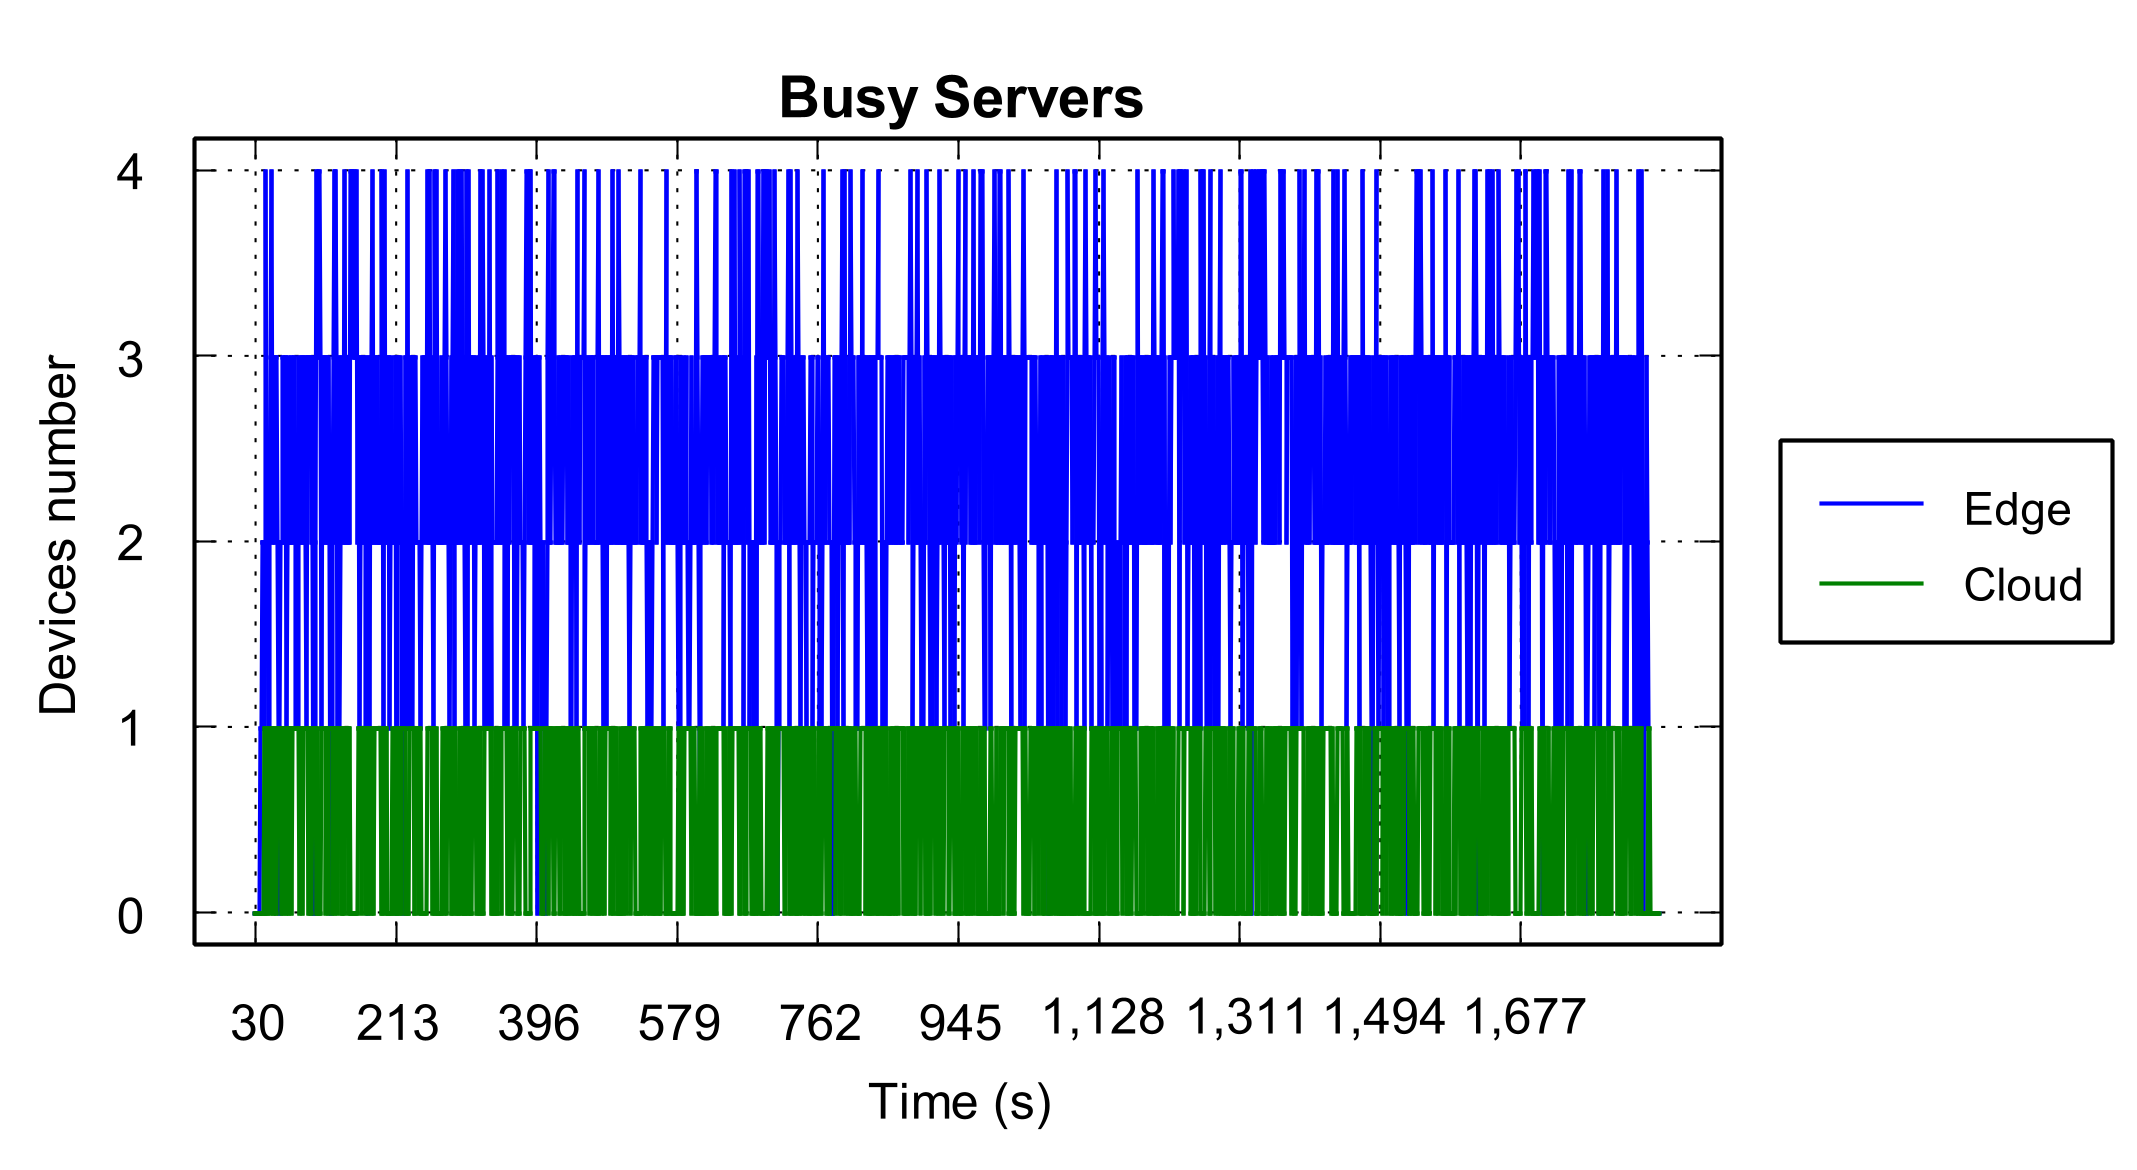 Busy Servers
4
3
2
1
0
Devices number
30 213 396 579 762 945 1,128 1,311 1,494 1,677
Time (s)
Edge
Cloud